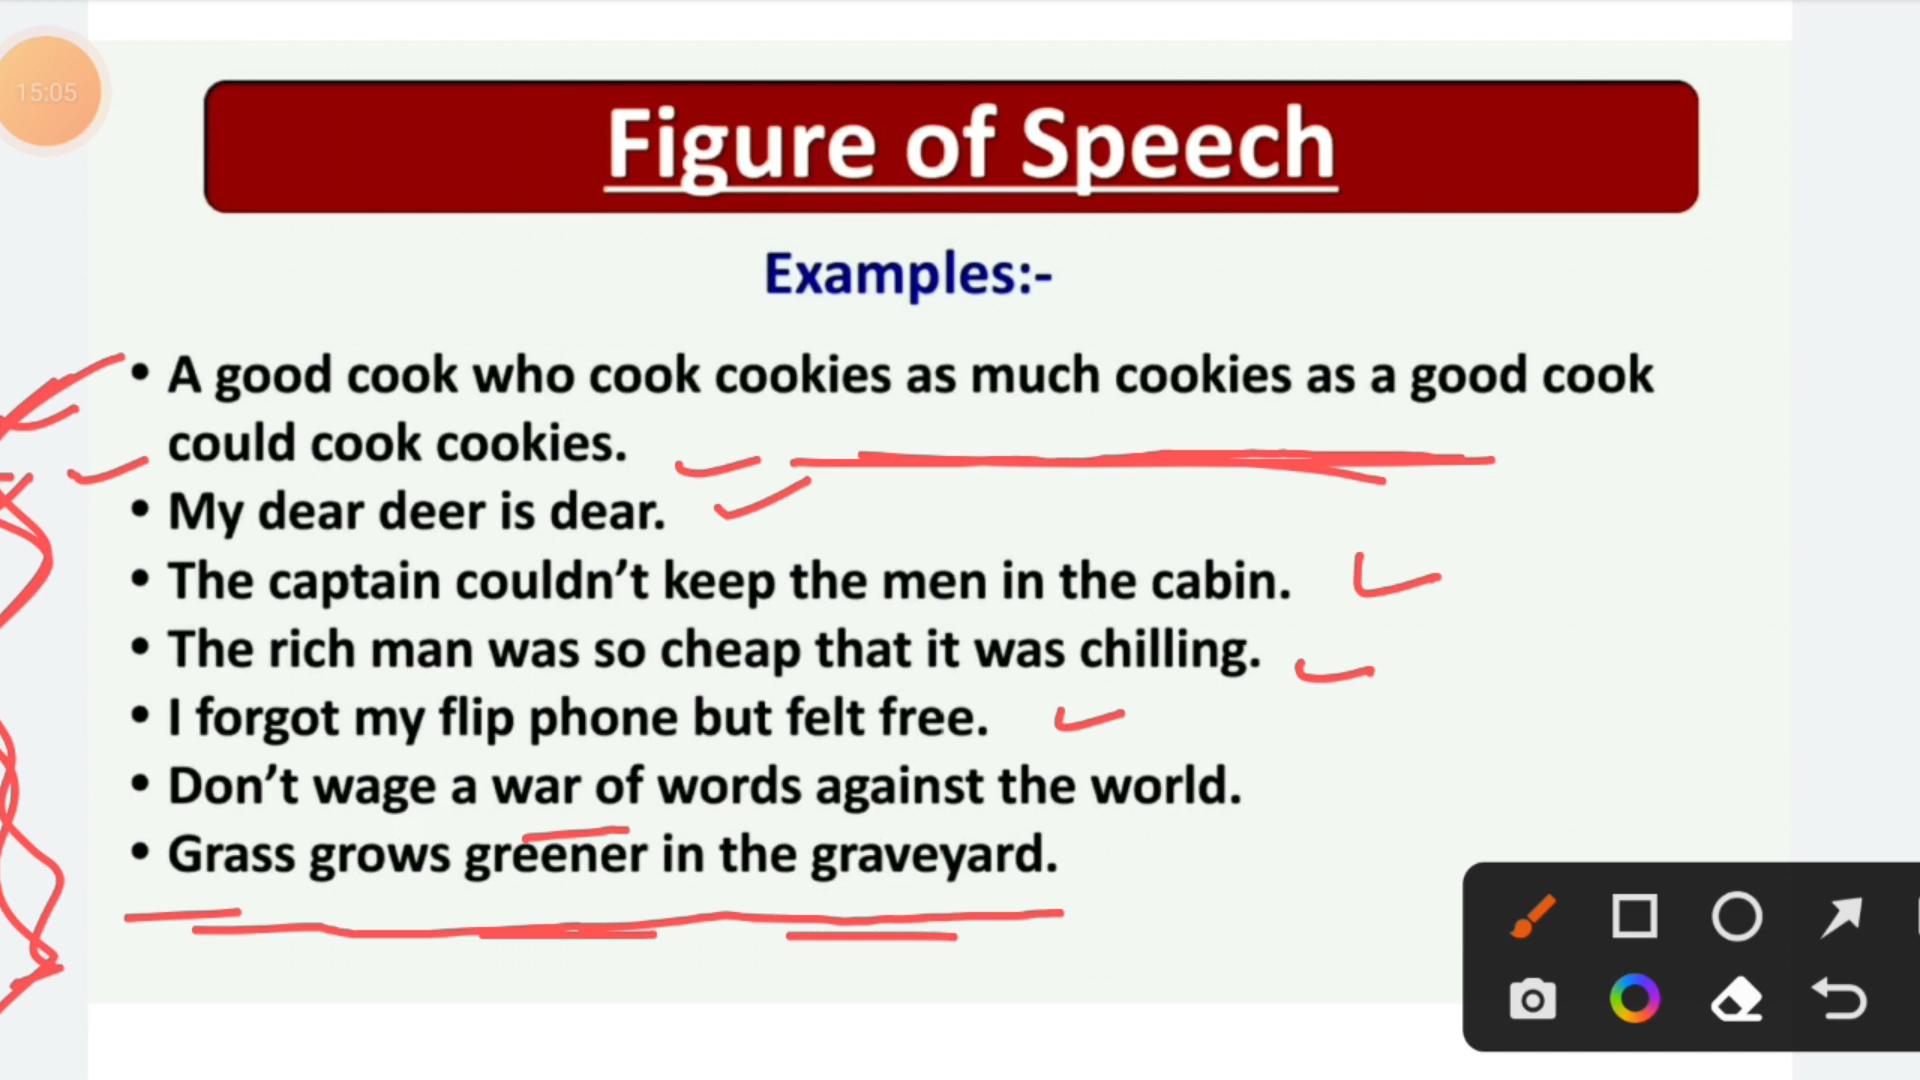 15:05
Figure of Speech
Examples:-
• A good cook who cook cookies as much cookies as a good cook
could cook cookies.
• My dear deer is dear.
• The captain couldn’t keep the men in the cabin.
• The rich man was so cheap that it was chilling.
• I forgot my flip phone but felt free.
• Don’t wage a war of words against the world.
• Grass grows greener in the graveyard.